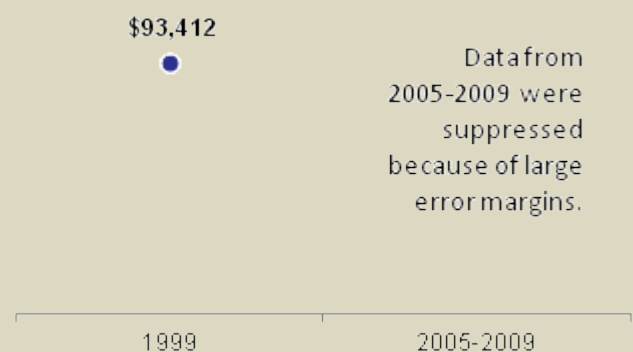 $93,412
Data from
2005-2009 were
suppressed
because of large
error margins.
1999
2005-2009